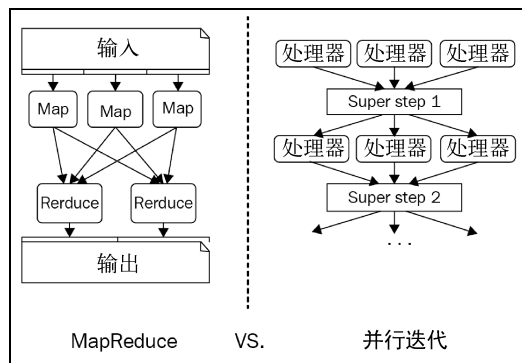 输入
Map Map Map
Rerduce Rerduce
输出
处理器 处理器 处理器
Super step 1
处理器 处理器 处理器
Super step 2
...
MapReduce VS. 并行迭代